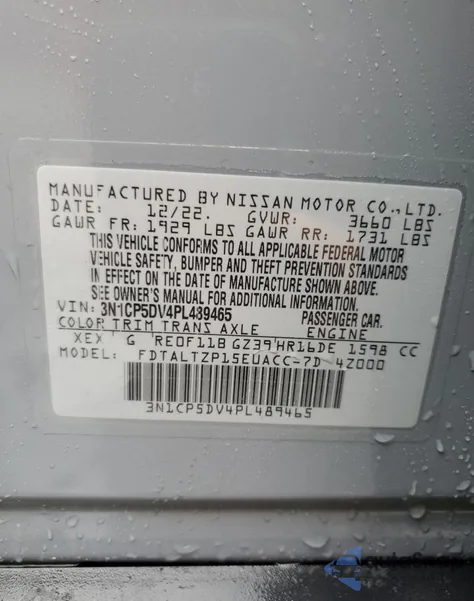 MANUFACTURED BY NISSAN MOTOR CO., LTD.
DATE: 12/22. GVWR: 3660 LBS
GAWR FR: 1929 LBS GAWR RR: 1731 LBS
THIS VEHICLE CONFORMS TO ALL APPLICABLE FEDERAL MOTOR
VEHICLE SAFETY, BUMPER AND THEFT PREVENTION STANDARDS
IN EFFECT ON THE DATE OF MANUFACTURE SHOWN ABOVE.
SEE OWNER'S MANUAL FOR ADDITIONAL INFORMATION.
VIN: 3N1CP5DV4PL489465 PASSENGER CAR.
COLOR TRIM TRANS AXLE ENGINE
XEX G RE0F11B GZ39 HR16DE 1598 CC
MODEL: FDTALTZP15EUACC-7D 4Z000
3N1CP5DV4PL489465